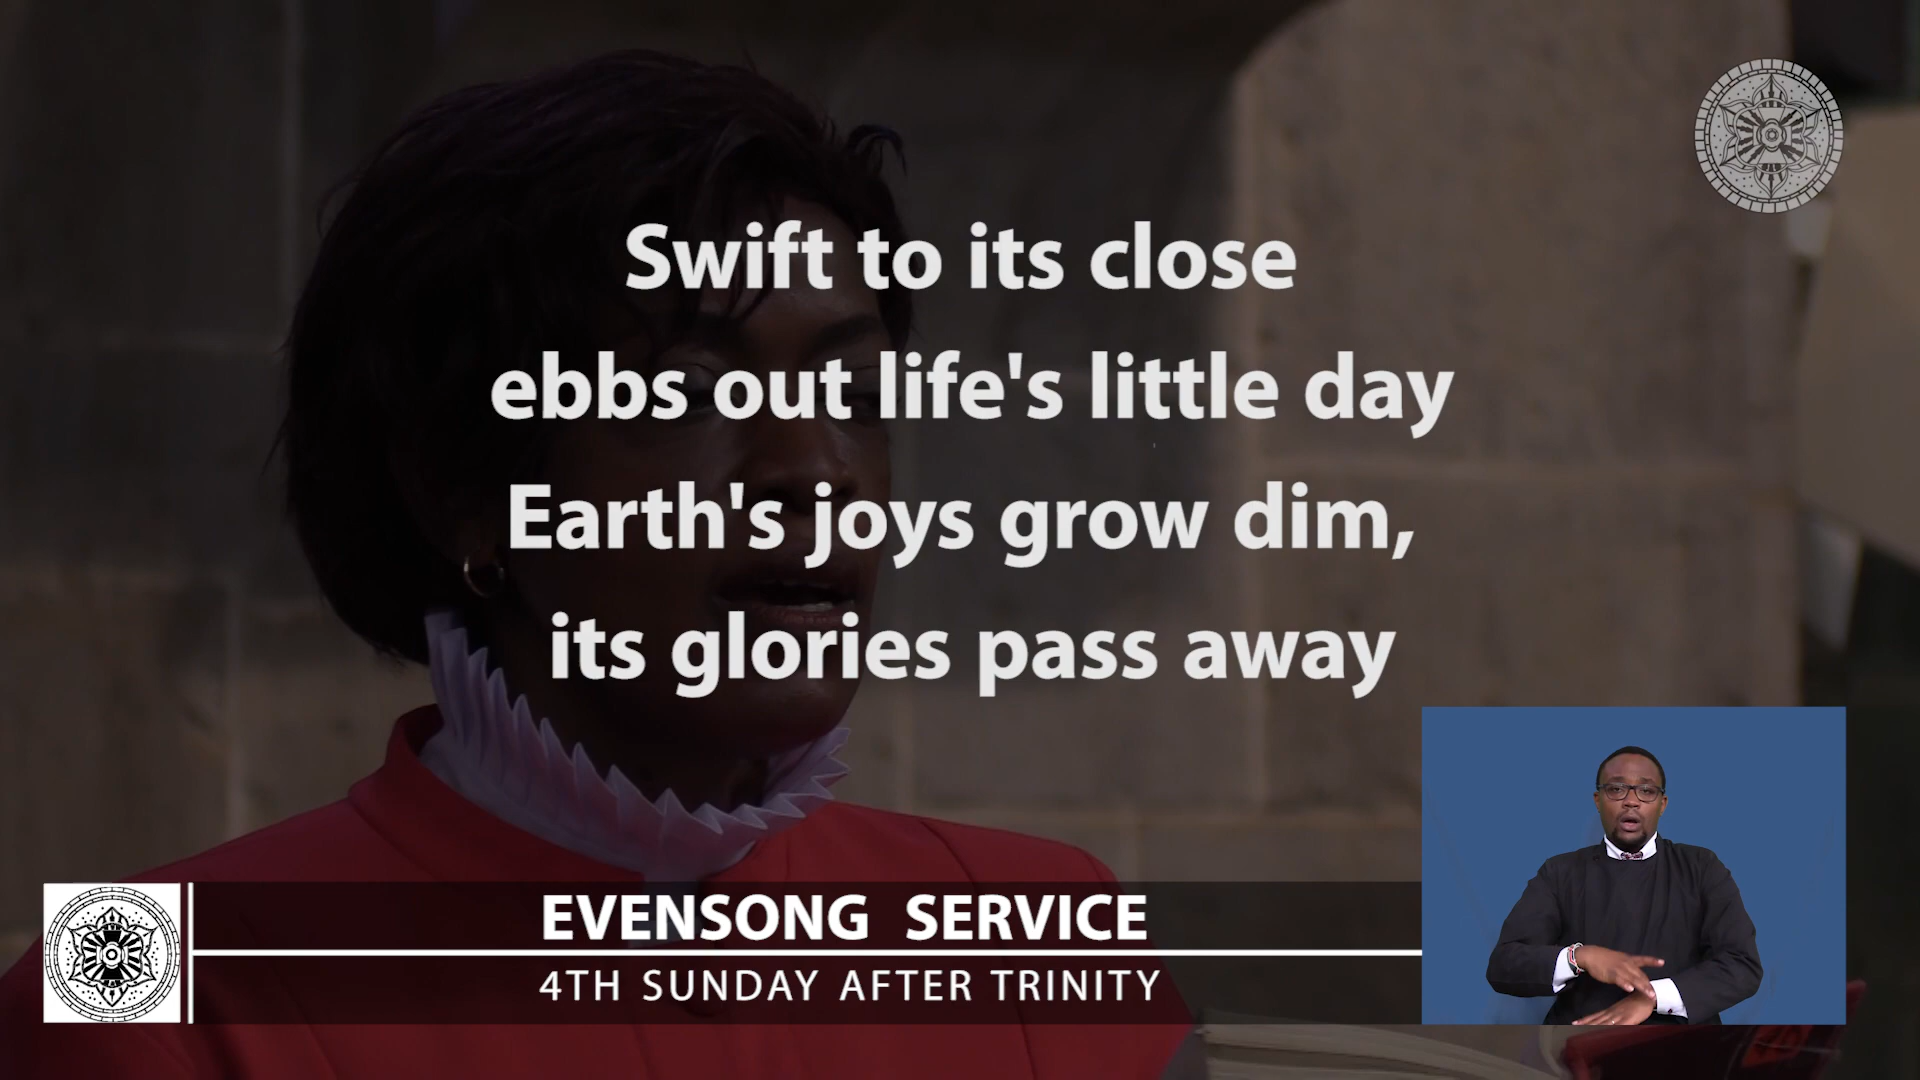 Swift to its close
ebbs out life's little day
Earth's joys grow dim,
its glories pass away
EVENSONG SERVICE
4TH SUNDAY AFTER TRINITY